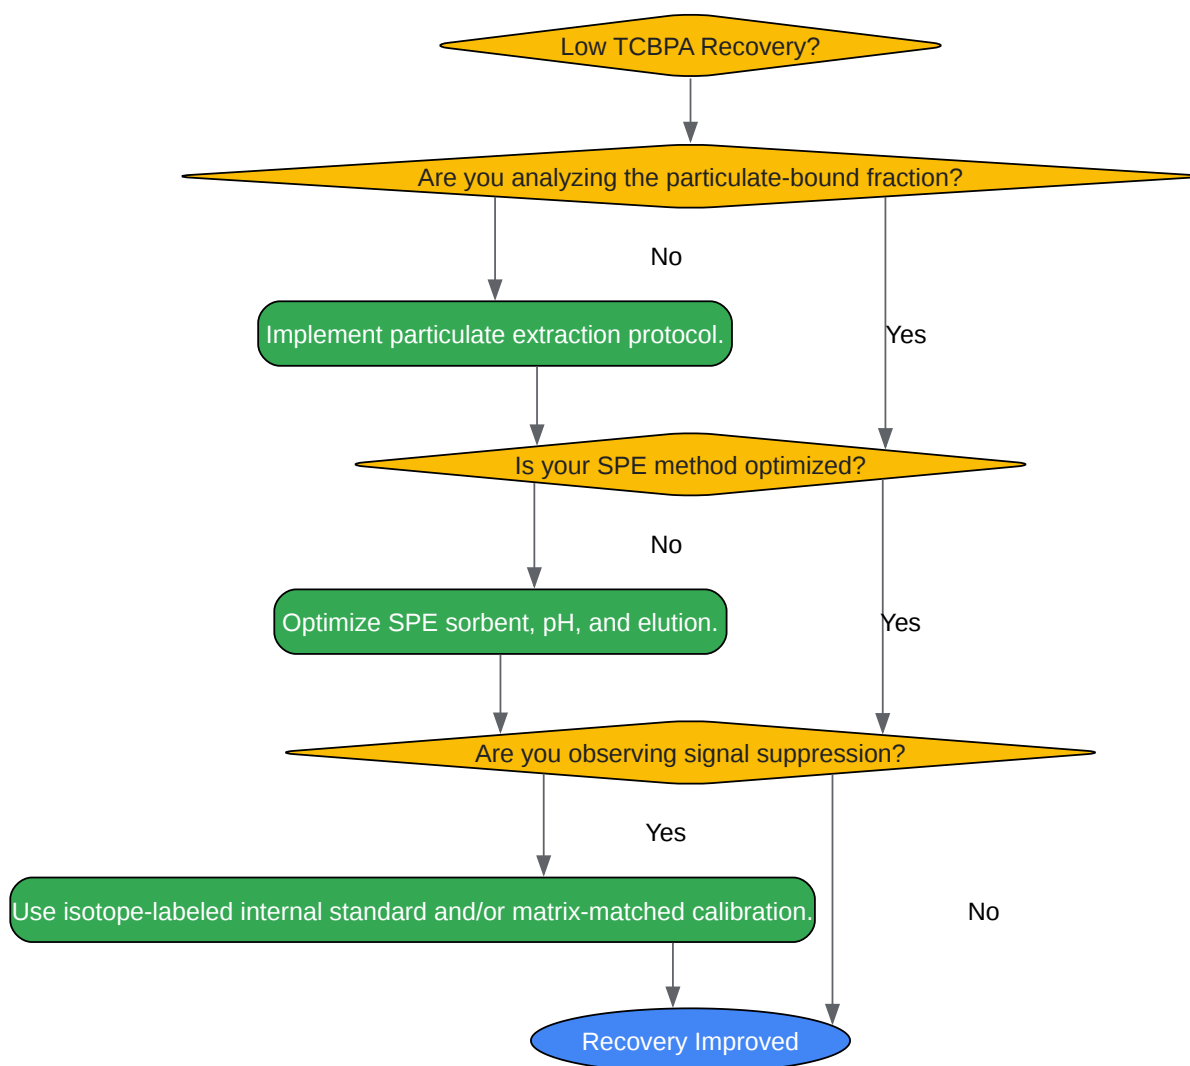 Low TCBPA Recovery?
Are you analyzing the particulate-bound fraction?
No
Implement particulate extraction protocol.
Yes
Is your SPE method optimized?
No
Optimize SPE sorbent, pH, and elution.
Yes
Are you observing signal suppression?
Yes
Use isotope-labeled internal standard and/or matrix-matched calibration.
No
Recovery Improved